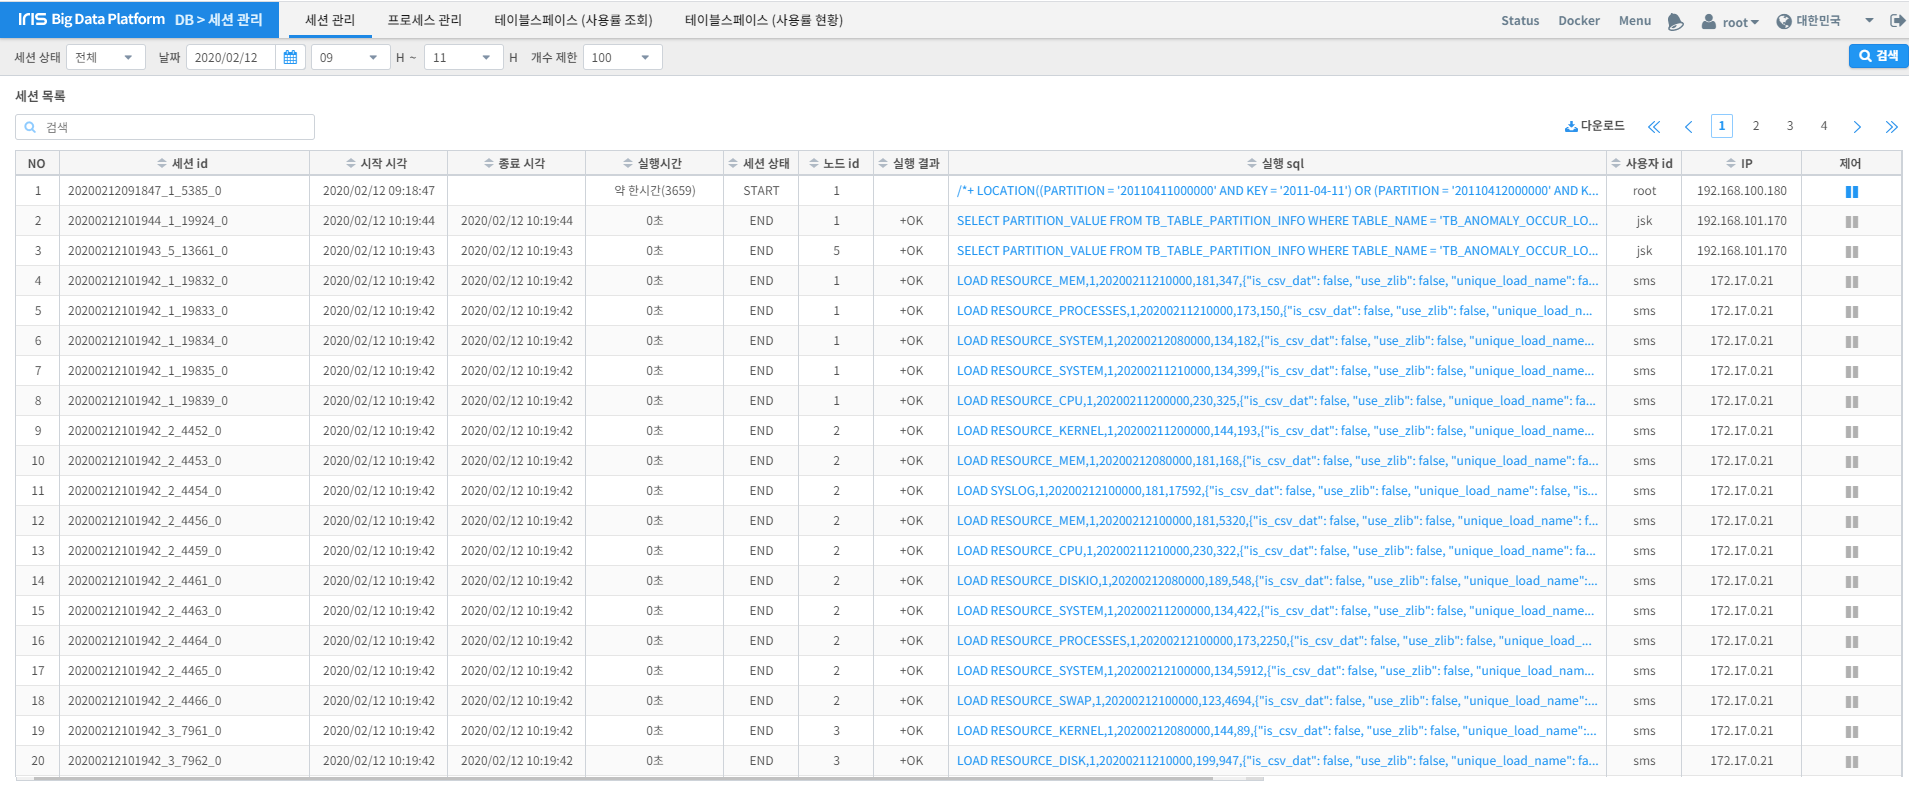 IRIS Big Data Platform DB > 세션 관리 세션 관리 프로세스 관리 테이블스페이스 (사용률 조회) 테이블스페이스 (사용률 현황) Status Docker Menu root 대한민국
세션 상태 전체 날짜 2020/02/12 09 H ~ 11 H 개수 제한 100 검색
세션 목록
검색 다운로드 1 2 3 4
NO 세션 id 시작 시각 종료 시각 실행시간 세션 상태 노드 id 실행 결과 실행 sql 사용자 id IP 제어
1 20200212091847_1_5385_0 2020/02/12 09:18:47 약 한시간(3659) START 1 /*+ LOCATION((PARTITION = '20110411000000' AND KEY = '2011-04-11') OR (PARTITION = '20110412000000' AND K... root 192.168.100.180
2 20200212101944_1_19924_0 2020/02/12 10:19:44 2020/02/12 10:19:44 0초 END 1 +OK SELECT PARTITION_VALUE FROM TB_TABLE_PARTITION_INFO WHERE TABLE_NAME = 'TB_ANOMALY_OCCUR_LO... jsk 192.168.101.170
3 20200212101943_5_13661_0 2020/02/12 10:19:43 2020/02/12 10:19:43 0초 END 5 +OK SELECT PARTITION_VALUE FROM TB_TABLE_PARTITION_INFO WHERE TABLE_NAME = 'TB_ANOMALY_OCCUR_LO... jsk 192.168.101.170
4 20200212101942_1_19832_0 2020/02/12 10:19:42 2020/02/12 10:19:42 0초 END 1 +OK LOAD RESOURCE_MEM,1,20200211210000,181,347,{"is_csv_dat": false, "use_zlib": false, "unique_load_name": fa... sms 172.17.0.21
5 20200212101942_1_19833_0 2020/02/12 10:19:42 2020/02/12 10:19:42 0초 END 1 +OK LOAD RESOURCE_PROCESSES,1,20200211210000,173,150,{"is_csv_dat": false, "use_zlib": false, "unique_load_n... sms 172.17.0.21
6 20200212101942_1_19834_0 2020/02/12 10:19:42 2020/02/12 10:19:42 0초 END 1 +OK LOAD RESOURCE_SYSTEM,1,20200212080000,134,182,{"is_csv_dat": false, "use_zlib": false, "unique_load_name... sms 172.17.0.21
7 20200212101942_1_19835_0 2020/02/12 10:19:42 2020/02/12 10:19:42 0초 END 1 +OK LOAD RESOURCE_SYSTEM,1,20200211210000,134,399,{"is_csv_dat": false, "use_zlib": false, "unique_load_name... sms 172.17.0.21
8 20200212101942_1_19839_0 2020/02/12 10:19:42 2020/02/12 10:19:42 0초 END 1 +OK LOAD RESOURCE_CPU,1,20200211200000,230,325,{"is_csv_dat": false, "use_zlib": false, "unique_load_name": fa... sms 172.17.0.21
9 20200212101942_2_4452_0 2020/02/12 10:19:42 2020/02/12 10:19:42 0초 END 2 +OK LOAD RESOURCE_KERNEL,1,20200211200000,144,193,{"is_csv_dat": false, "use_zlib": false, "unique_load_name... sms 172.17.0.21
10 20200212101942_2_4453_0 2020/02/12 10:19:42 2020/02/12 10:19:42 0초 END 2 +OK LOAD RESOURCE_MEM,1,20200212080000,181,168,{"is_csv_dat": false, "use_zlib": false, "unique_load_name": fa... sms 172.17.0.21
11 20200212101942_2_4454_0 2020/02/12 10:19:42 2020/02/12 10:19:42 0초 END 2 +OK LOAD SYSLOG,1,20200212100000,181,17592,{"is_csv_dat": false, "use_zlib": false, "unique_load_name": false, "is... sms 172.17.0.21
12 20200212101942_2_4456_0 2020/02/12 10:19:42 2020/02/12 10:19:42 0초 END 2 +OK LOAD RESOURCE_MEM,1,20200212100000,181,5320,{"is_csv_dat": false, "use_zlib": false, "unique_load_name": f... sms 172.17.0.21
13 20200212101942_2_4459_0 2020/02/12 10:19:42 2020/02/12 10:19:42 0초 END 2 +OK LOAD RESOURCE_CPU,1,20200211210000,230,322,{"is_csv_dat": false, "use_zlib": false, "unique_load_name": fa... sms 172.17.0.21
14 20200212101942_2_4461_0 2020/02/12 10:19:42 2020/02/12 10:19:42 0초 END 2 +OK LOAD RESOURCE_DISKIO,1,20200212080000,189,548,{"is_csv_dat": false, "use_zlib": false, "unique_load_name":... sms 172.17.0.21
15 20200212101942_2_4463_0 2020/02/12 10:19:42 2020/02/12 10:19:42 0초 END 2 +OK LOAD RESOURCE_SYSTEM,1,20200211200000,134,422,{"is_csv_dat": false, "use_zlib": false, "unique_load_name... sms 172.17.0.21
16 20200212101942_2_4464_0 2020/02/12 10:19:42 2020/02/12 10:19:42 0초 END 2 +OK LOAD RESOURCE_PROCESSES,1,20200212100000,173,2250,{"is_csv_dat": false, "use_zlib": false, "unique_load_... sms 172.17.0.21
17 20200212101942_2_4465_0 2020/02/12 10:19:42 2020/02/12 10:19:42 0초 END 2 +OK LOAD RESOURCE_SYSTEM,1,20200212100000,134,5912,{"is_csv_dat": false, "use_zlib": false, "unique_load_nam... sms 172.17.0.21
18 20200212101942_2_4466_0 2020/02/12 10:19:42 2020/02/12 10:19:42 0초 END 2 +OK LOAD RESOURCE_SWAP,1,20200212100000,123,4694,{"is_csv_dat": false, "use_zlib": false, "unique_load_name":... sms 172.17.0.21
19 20200212101942_3_7961_0 2020/02/12 10:19:42 2020/02/12 10:19:42 0초 END 3 +OK LOAD RESOURCE_KERNEL,1,20200212080000,144,89,{"is_csv_dat": false, "use_zlib": false, "unique_load_name":... sms 172.17.0.21
20 20200212101942_3_7962_0 2020/02/12 10:19:42 2020/02/12 10:19:42 0초 END 3 +OK LOAD RESOURCE_DISK,1,20200211210000,199,947,{"is_csv_dat": false, "use_zlib": false, "unique_load_name": fa... sms 172.17.0.21